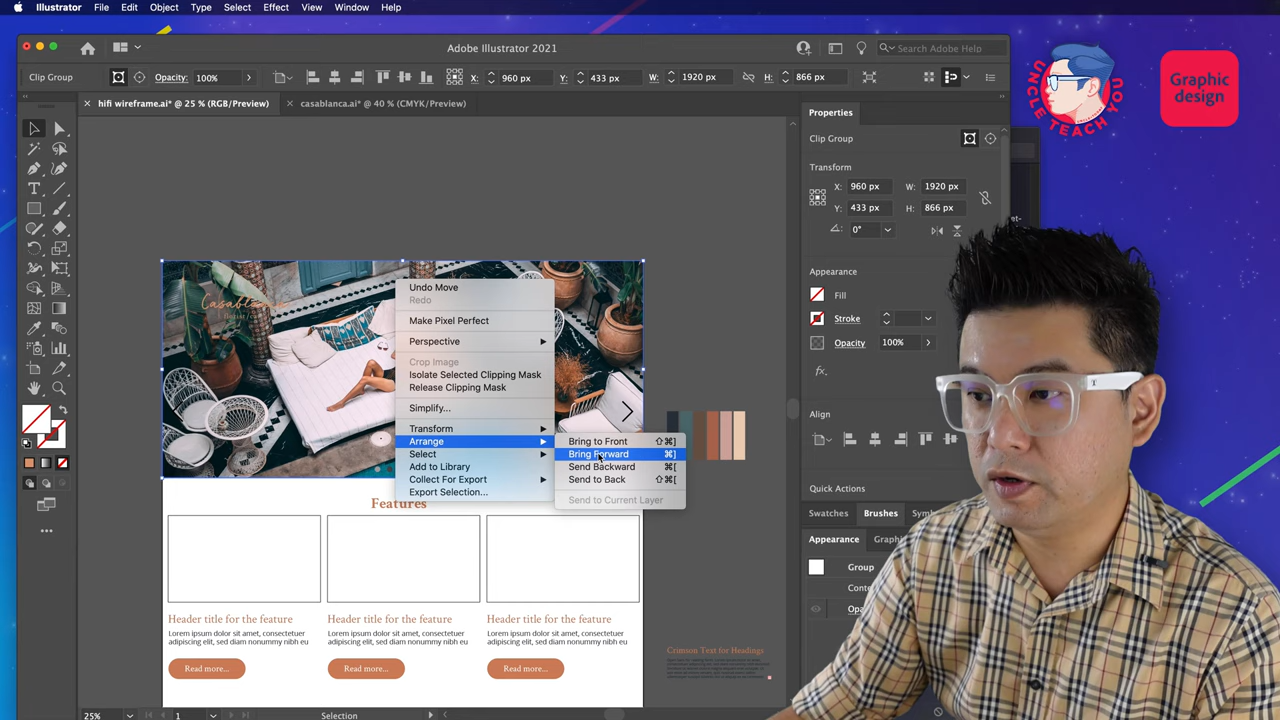 Illustrator File Edit Object Type Select Effect View Window Help
Adobe Illustrator 2021
Search Adobe Help
Clip Group
Opacity: 100%
X: 960 px
Y: 433 px
W: 1920 px
H: 866 px
hifi wireframe.ai* @ 25 % (RGB/Preview)
casablanca.ai* @ 40 % (CMYK/Preview)
UNCLE TEACH YOU
Graphic
design
Properties
Clip Group
Transform
X: 960 px W: 1920 px
Y: 433 px H: 866 px
0°
Appearance
Fill
Stroke
Opacity 100%
fx.
Align
Quick Actions
Swatches Brushes
Appearance
Group
Undo Move
Redo
Make Pixel Perfect
Perspective
Crop Image
Isolate Selected Clipping Mask
Release Clipping Mask
Simplify...
Transform
Arrange
Select
Add to Library
Collect For Export
Export Selection...
Bring to Front ⇧⌘]
Bring Forward ⌘]
Send Backward ⌘[
Send to Back ⇧⌘[
Send to Current Layer
Features
Header title for the feature Header title for the feature Header title for the feature
Lorem ipsum dolor sit amet, consectetuer Lorem ipsum dolor sit amet, consectetuer Lorem ipsum dolor sit amet, consectetuer
adipiscing elit, sed diam nonummy nibh eu adipiscing elit, sed diam nonummy nibh eu adipiscing elit, sed diam nonummy nibh eu
Read more... Read more... Read more...
Crimson Text for Headings
25%
1
Selection